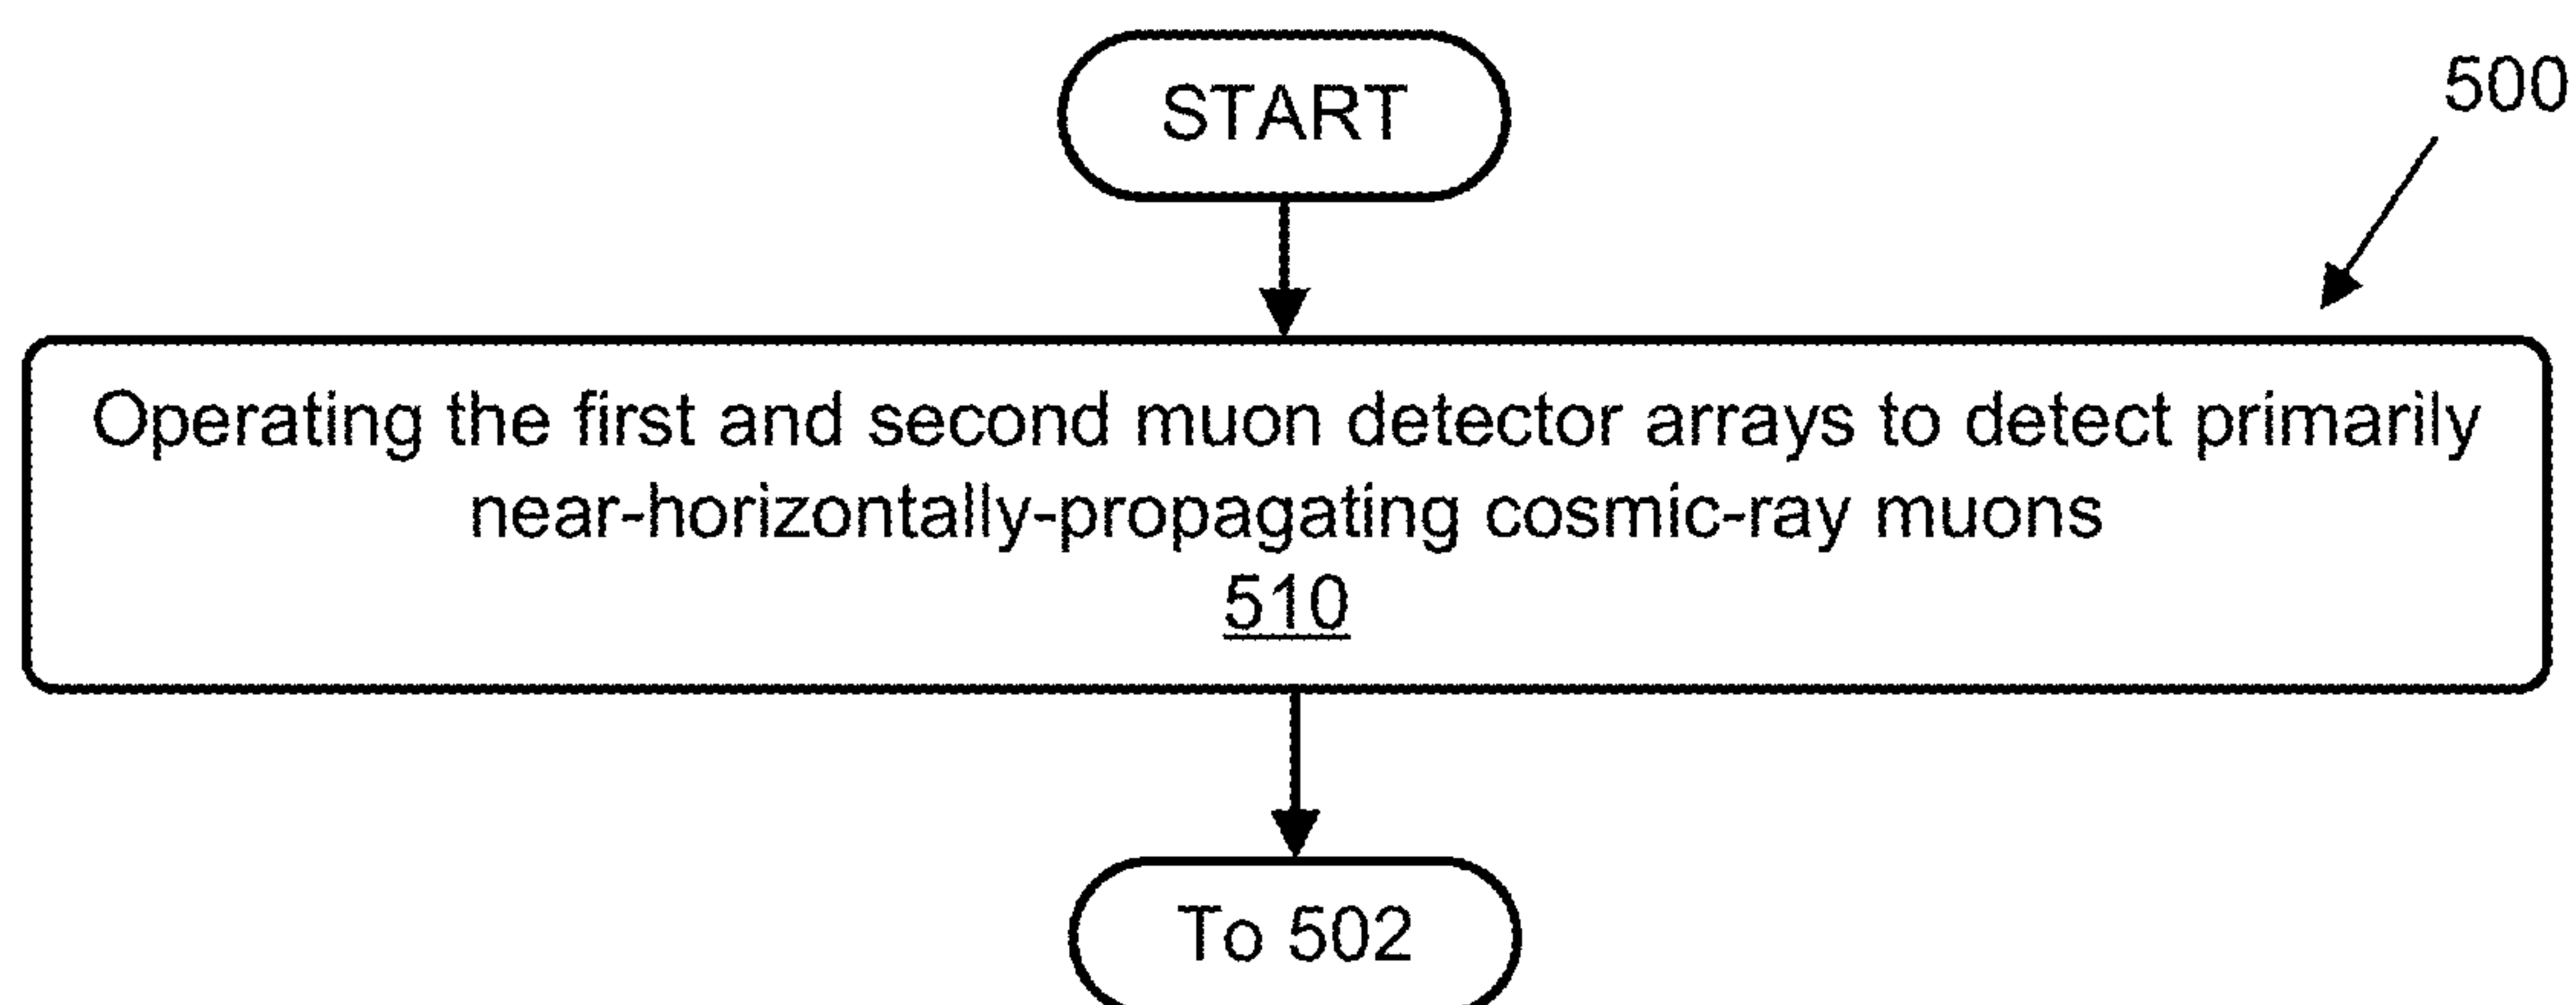 START
500
Operating the first and second muon detector arrays to detect primarily
near-horizontally-propagating cosmic-ray muons
510
To 502